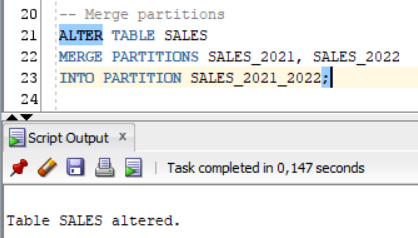 20 -- Merge partitions
21 ALTER TABLE SALES
22 MERGE PARTITIONS SALES_2021, SALES_2022
23 INTO PARTITION SALES_2021_2022;
24
Script Output x
Task completed in 0,147 seconds
Table SALES altered.